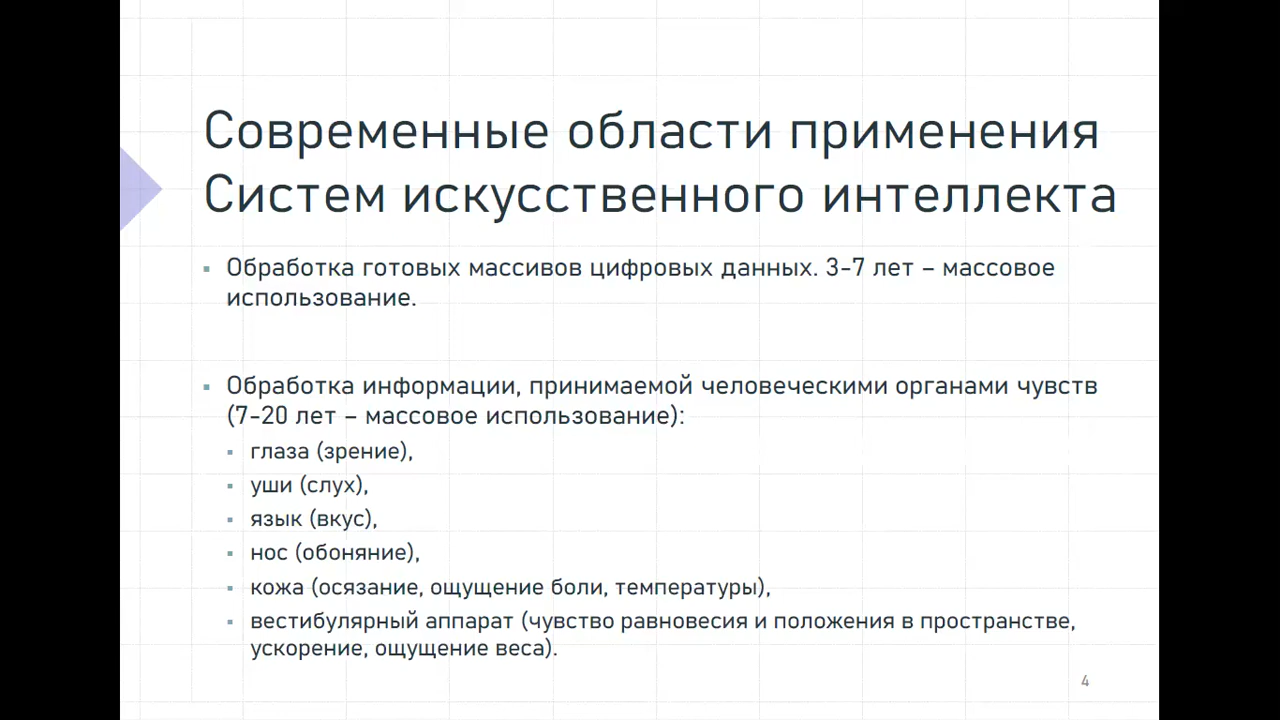 Современные области применения
Систем искусственного интеллекта
▪ Обработка готовых массивов цифровых данных. 3-7 лет – массовое
использование.
▪ Обработка информации, принимаемой человеческими органами чувств
(7-20 лет – массовое использование):
▪ глаза (зрение),
▪ уши (слух),
▪ язык (вкус),
▪ нос (обоняние),
▪ кожа (осязание, ощущение боли, температуры),
▪ вестибулярный аппарат (чувство равновесия и положения в пространстве,
ускорение, ощущение веса).
4